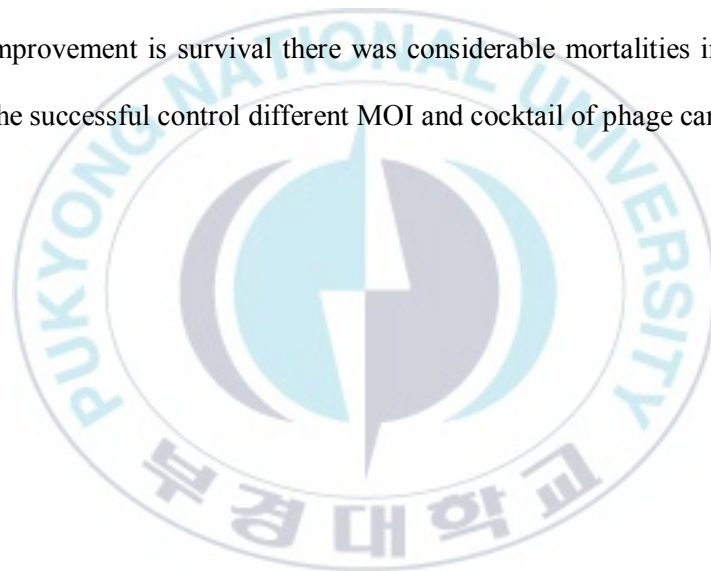 mprovement is survival there was considerable mortalities i
he successful control different MOI and cocktail of phage ca
PUKYONG NATIONAL UNIVERSITY
부경대학교